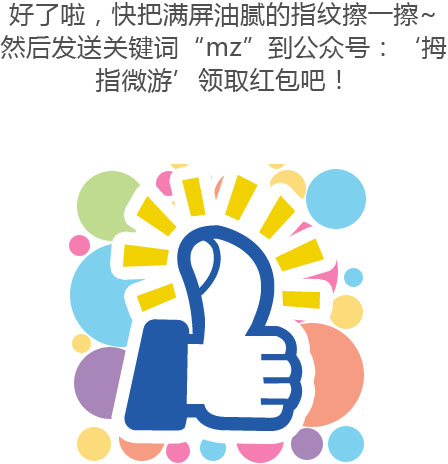 好了啦，快把满屏油腻的指纹擦一擦~
然后发送关键词“mz”到公众号：‘拇
指微游’领取红包吧！